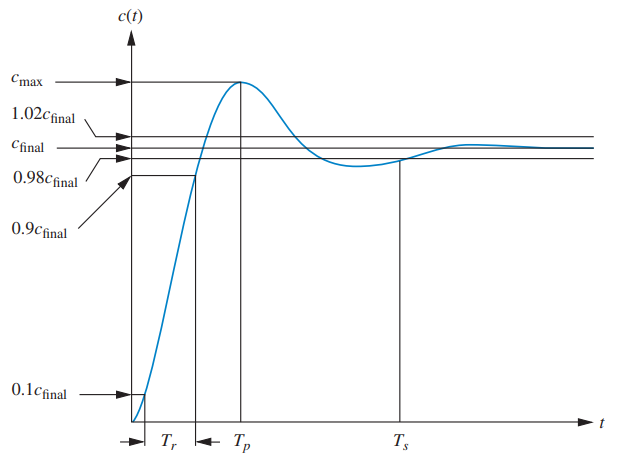 c(t)
cmax
1.02cfinal
cfinal
0.98cfinal
0.9cfinal
0.1cfinal
t
Tr
Tp
Ts